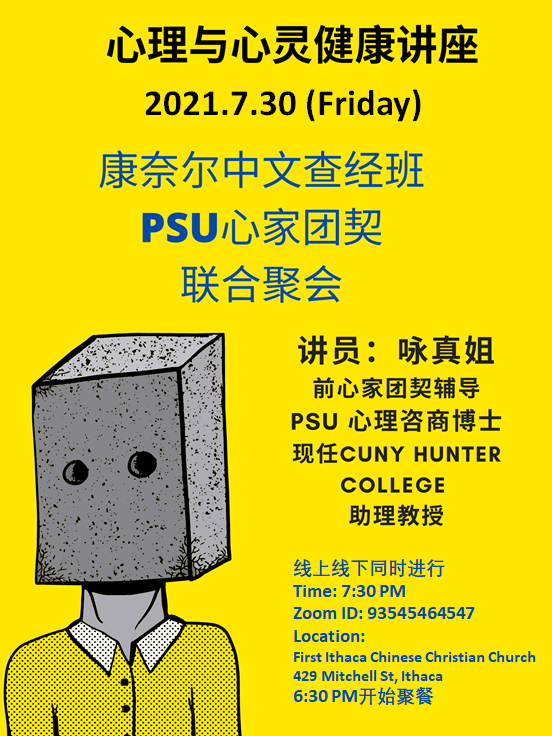 心理与心灵健康讲座
2021.7.30 (Friday)
康奈尔中文查经班
PSU心家团契
联合聚会
讲员：咏真姐
前心家团契辅导
PSU 心理咨商博士
现任CUNY HUNTER
COLLEGE
助理教授
线上线下同时进行
Time: 7:30 PM
Zoom ID: 93545464547
Location:
First Ithaca Chinese Christian Church
429 Mitchell St, Ithaca
6:30 PM开始聚餐